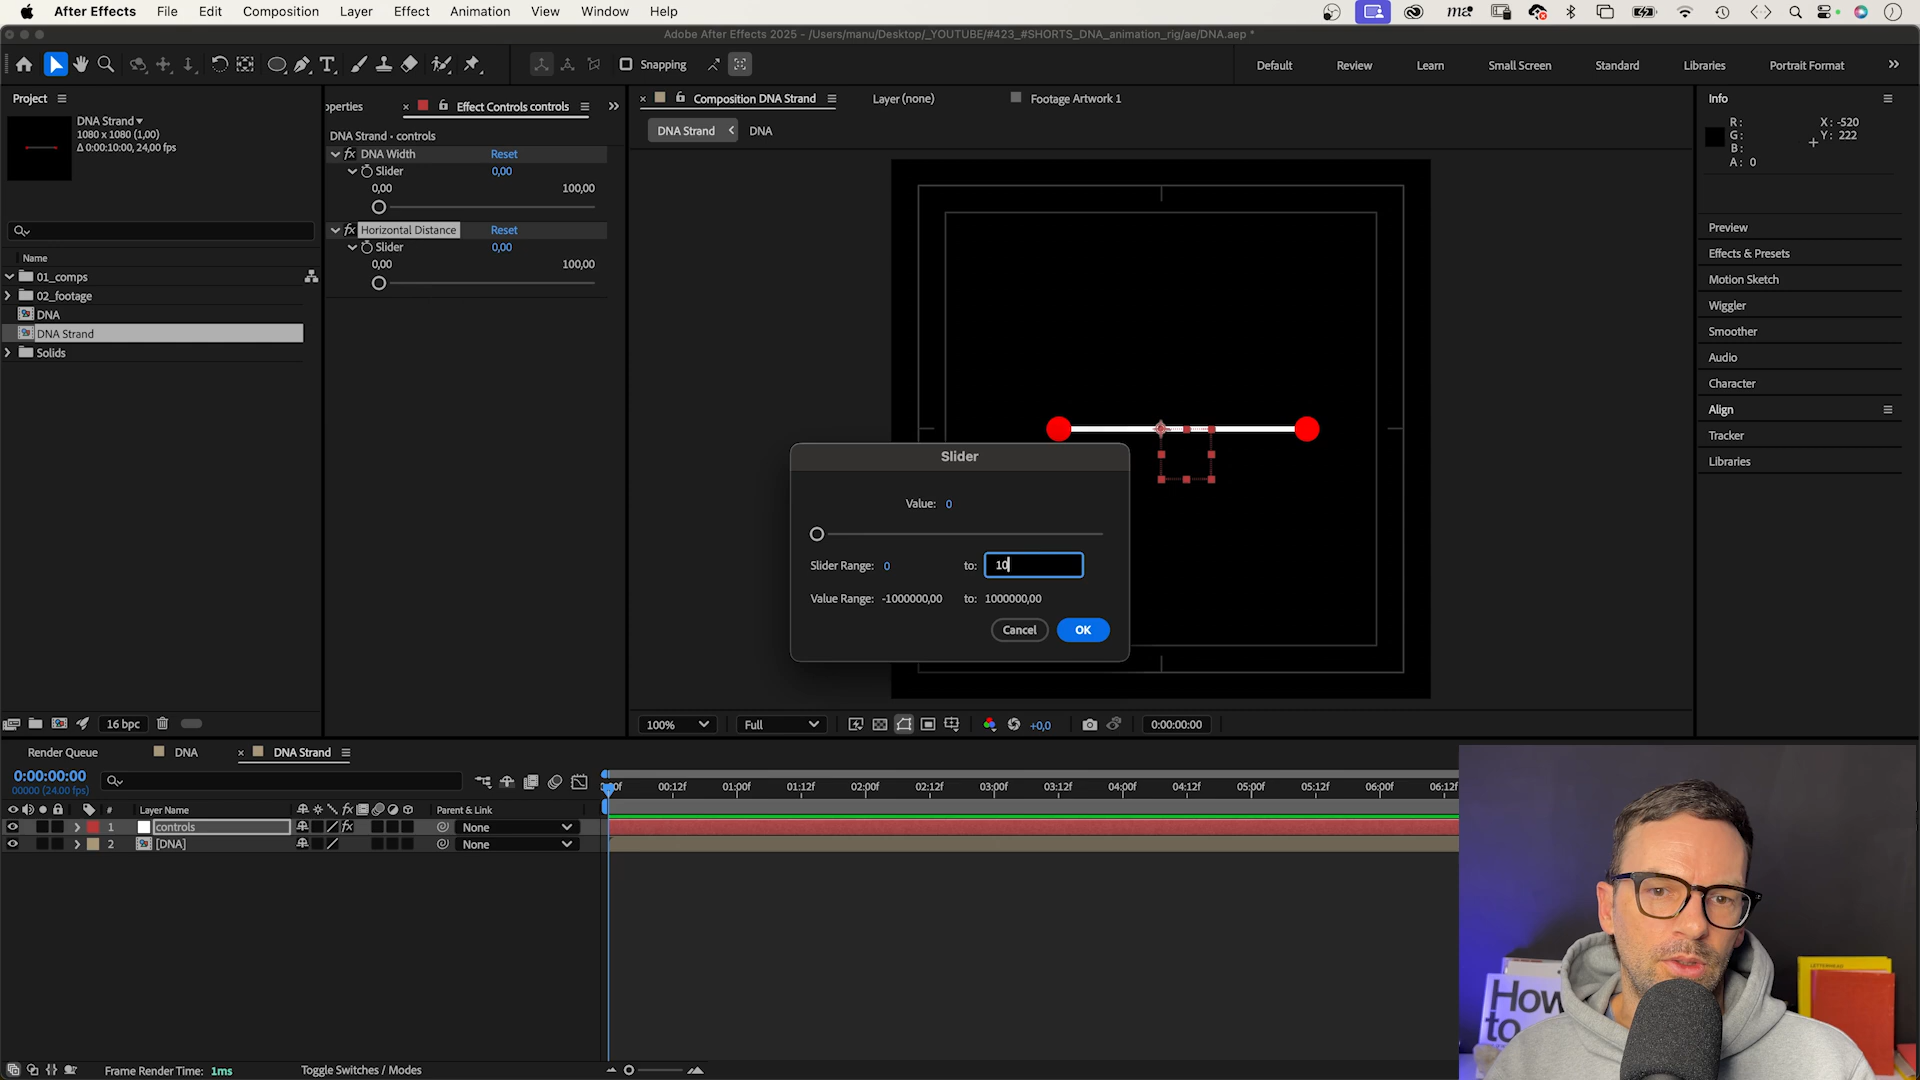 After Effects File Edit Composition Layer Effect Animation View Window Help
Adobe After Effects 2025 - /Users/manu/Desktop/_YOUTUBE/#423_#SHORTS_DNA_animation_rig/ae/DNA.aep *
Snapping
Default Review Learn Small Screen Standard Libraries Portrait Format
Project
DNA Strand
1080 x 1080 (1,00)
Δ 0:00:10:00, 24,00 fps
Name
01_comps
02_footage
DNA
DNA Strand
Solids
16 bpc
operties Effect Controls controls
DNA Strand • controls
fx DNA Width Reset
Slider 0,00
0,00 100,00
fx Horizontal Distance Reset
Slider 0,00
0,00 100,00
Composition DNA Strand Layer (none) Footage Artwork 1
DNA Strand DNA
Slider
Value: 0
Slider Range: 0 to: 10
Value Range: -1000000,00 to: 1000000,00
Cancel OK
100% Full +0,0 0:00:00:00
Info
R: X: -520
G: Y: 222
B:
A: 0
Preview
Effects & Presets
Motion Sketch
Wiggler
Smoother
Audio
Character
Align
Tracker
Libraries
Render Queue DNA DNA Strand
0:00:00:00
00000 (24.00 fps)
00:12f 01:00f 01:12f 02:00f 02:12f 03:00f 03:12f 04:00f 04:12f 05:00f 05:12f 06:00f 06:12f
# Layer Name fx Parent & Link
1 controls fx None
2 [DNA] None
Frame Render Time: 1ms Toggle Switches / Modes
How
to
LETTERHEAD